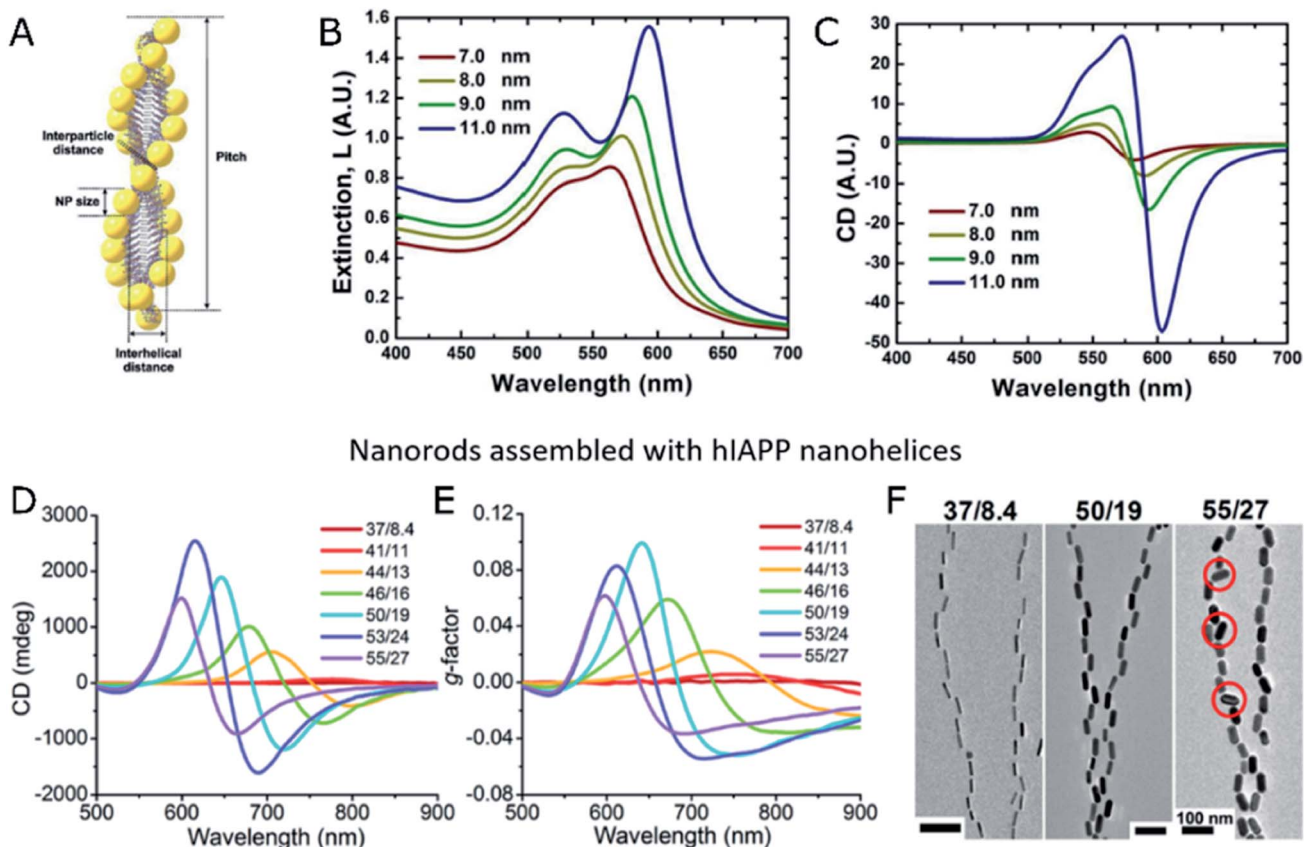 A
Interparticle
distance
NP size
Pitch
Interhelical
distance
B
Extinction, L (A.U.)
1.6
1.4
1.2
1.0
0.8
0.6
0.4
0.2
0.0
7.0 nm
8.0 nm
9.0 nm
11.0 nm
400 450 500 550 600 650 700
Wavelength (nm)
C
CD (A.U.)
30
20
10
0
-10
-20
-30
-40
-50
7.0 nm
8.0 nm
9.0 nm
11.0 nm
400 450 500 550 600 650 700
Wavelength (nm)
Nanorods assembled with hIAPP nanohelices
D
CD (mdeg)
3000
2000
1000
0
-1000
-2000
37/8.4
41/11
44/13
46/16
50/19
53/24
55/27
500 600 700 800 900
Wavelength (nm)
E
g-factor
0.12
0.08
0.04
0.00
-0.04
-0.08
37/8.4
41/11
44/13
46/16
50/19
53/24
55/27
500 600 700 800 900
Wavelength (nm)
F
37/8.4 50/19 55/27
100 nm